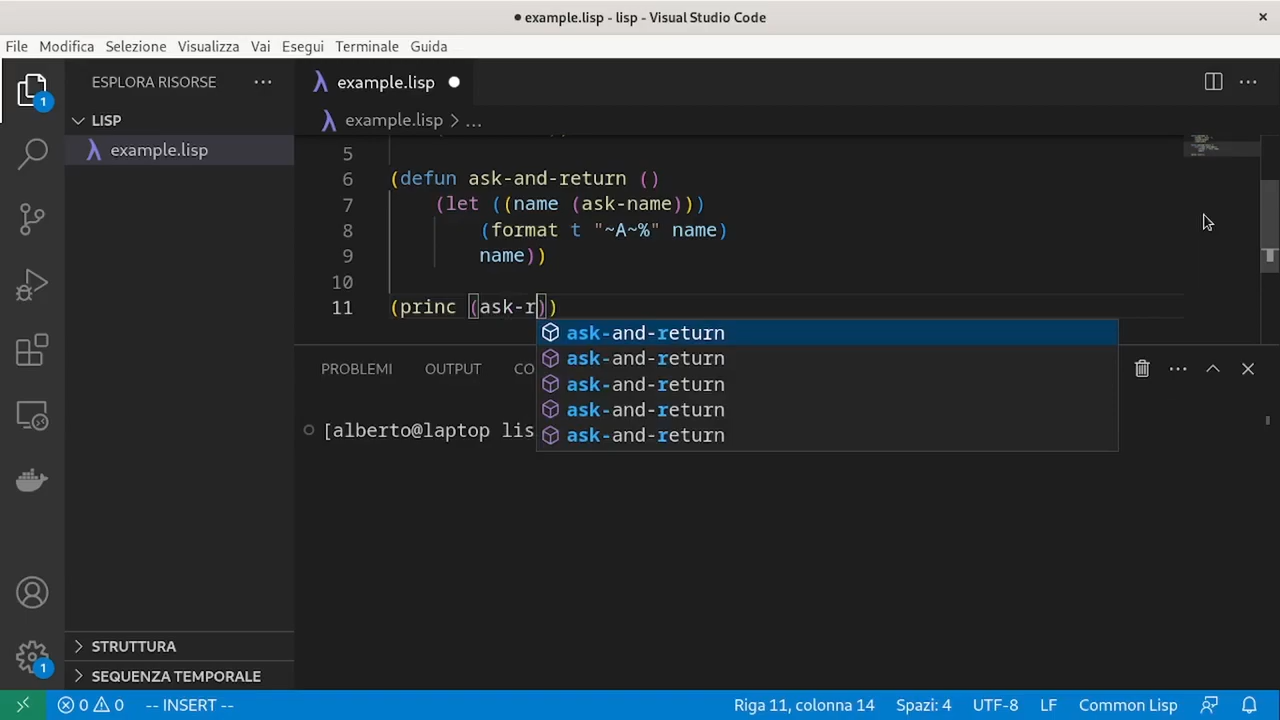 example.lisp - lisp - Visual Studio Code
File Modifica Selezione Visualizza Vai Esegui Terminale Guida
ESPLORA RISORSE
LISP
example.lisp
STRUTTURA
SEQUENZA TEMPORALE
1
1
example.lisp
example.lisp > ...
5
6 (defun ask-and-return ()
7 (let ((name (ask-name)))
8 (format t "~A~%" name)
9 name))
10
11 (princ (ask-r))
ask-and-return
ask-and-return
ask-and-return
ask-and-return
ask-and-return
PROBLEMI OUTPUT CO
[alberto@laptop lis
0 0 -- INSERT -- Riga 11, colonna 14 Spazi: 4 UTF-8 LF Common Lisp